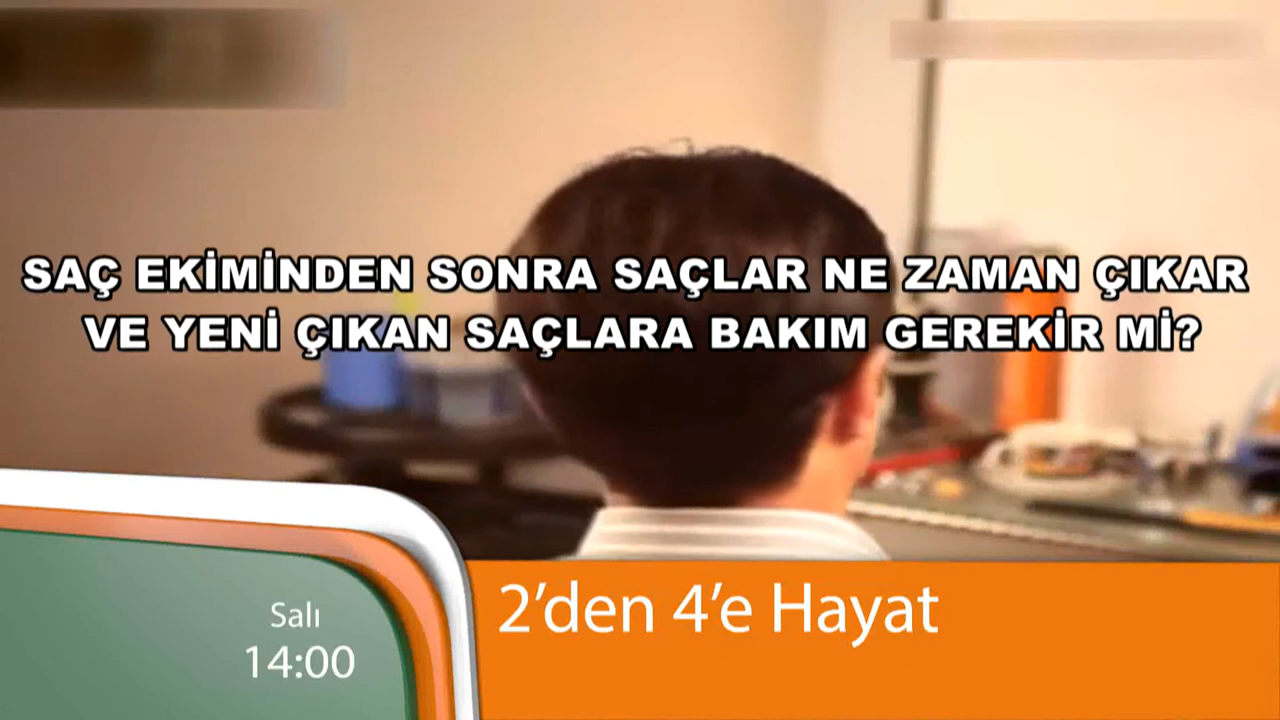 SAÇ EKİMİNDEN SONRA SAÇLAR NE ZAMAN ÇIKAR
VE YENİ ÇIKAN SAÇLARA BAKIM GEREKİR Mİ?
2'den 4'e Hayat
Salı
14:00